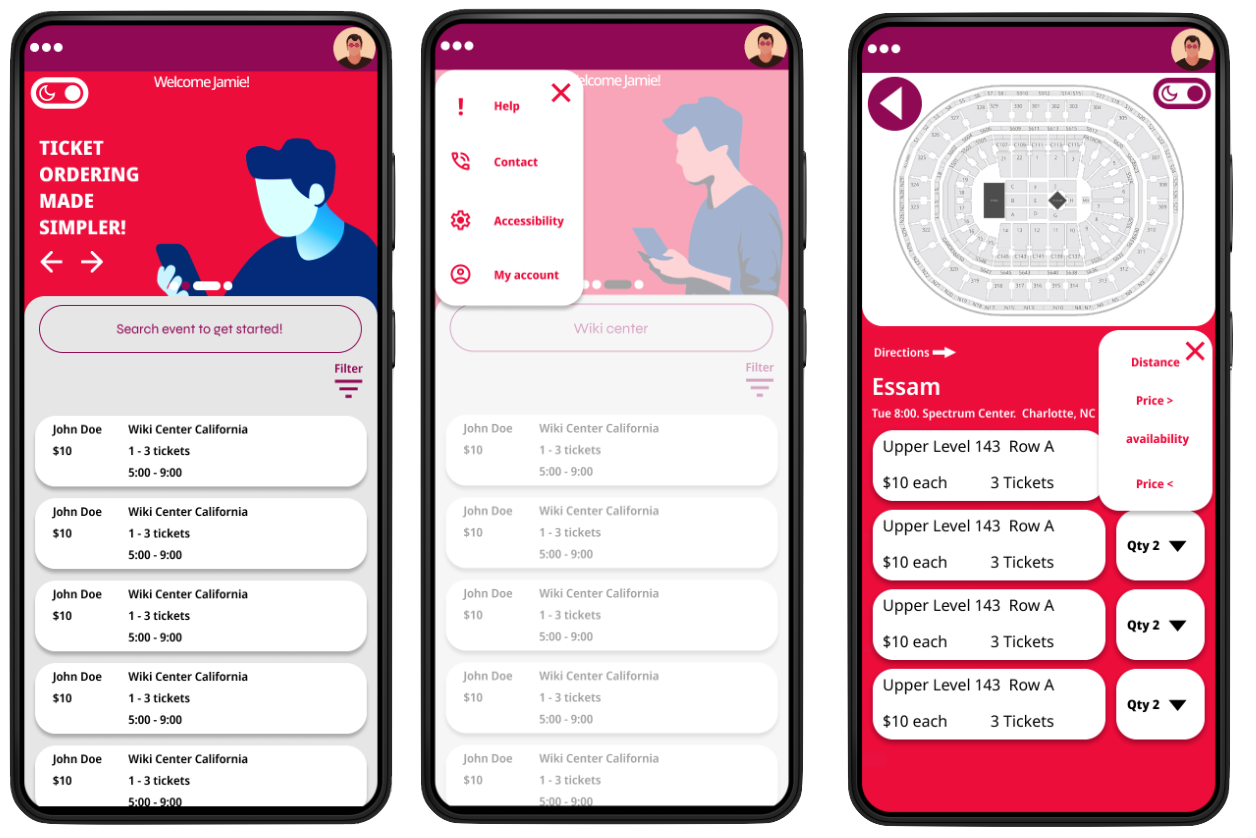 Welcome Jamie!
TICKET
ORDERING
MADE
SIMPLER!
Search event to get started!
Filter
John Doe Wiki Center California
$10 1 - 3 tickets
5:00 - 9:00
John Doe Wiki Center California
$10 1 - 3 tickets
5:00 - 9:00
John Doe Wiki Center California
$10 1 - 3 tickets
5:00 - 9:00
John Doe Wiki Center California
$10 1 - 3 tickets
5:00 - 9:00
John Doe Wiki Center California
$10 1 - 3 tickets
5:00 - 9:00
elcome Jamie!
Help
Contact
Accessibility
My account
Wiki center
Filter
John Doe Wiki Center California
$10 1 - 3 tickets
5:00 - 9:00
John Doe Wiki Center California
$10 1 - 3 tickets
5:00 - 9:00
John Doe Wiki Center California
$10 1 - 3 tickets
5:00 - 9:00
John Doe Wiki Center California
$10 1 - 3 tickets
5:00 - 9:00
John Doe Wiki Center California
$10 1 - 3 tickets
5:00 - 9:00
Directions
Essam
Tue 8:00. Spectrum Center. Charlotte, NC
Distance
Price >
availability
Price <
Upper Level 143 Row A
$10 each 3 Tickets
Upper Level 143 Row A
$10 each 3 Tickets
Qty 2
Upper Level 143 Row A
$10 each 3 Tickets
Qty 2
Upper Level 143 Row A
$10 each 3 Tickets
Qty 2